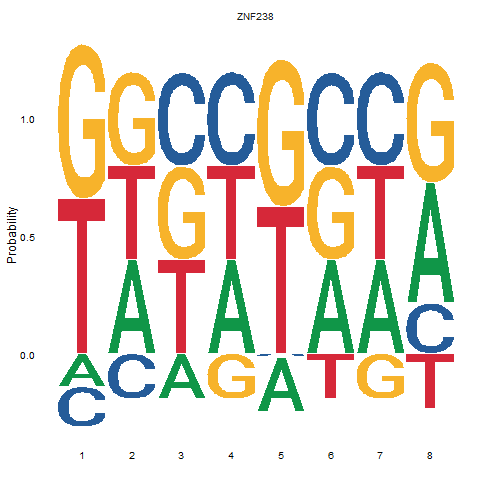 ZNF238
Probability
1.0
0.5
0.0
G G C C G C C G
T T G T T G T A
A A T A A A A C
C C A G T G T
1 2 3 4 5 6 7 8